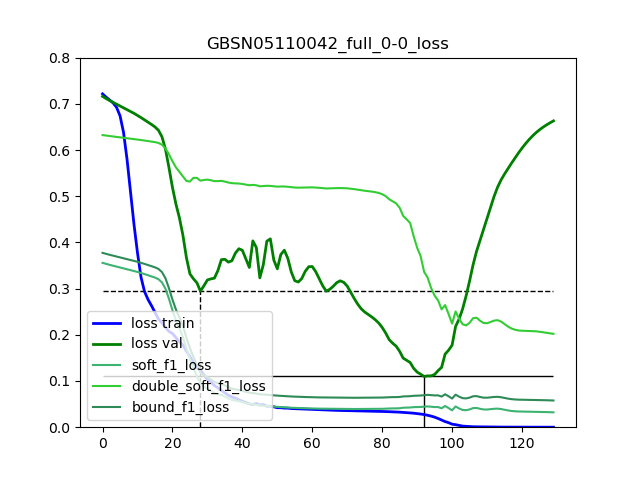 GBSN05110042_full_0-0_loss
0.8
0.7
0.6
0.5
0.4
0.3
0.2
0.1
0.0
loss train
loss val
soft_f1_loss
double_soft_f1_loss
bound_f1_loss
0 20 40 60 80 100 120